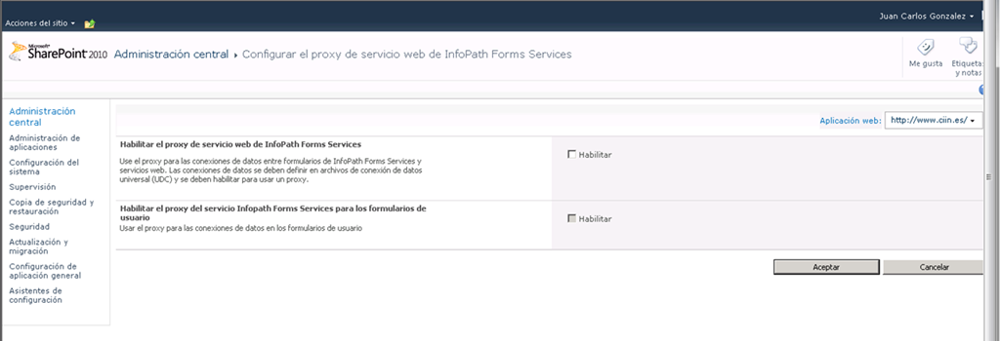 Acciones del sitio
Juan Carlos Gonzalez
Microsoft
SharePoint 2010
Administración central
Configurar el proxy de servicio web de InfoPath Forms Services
Me gusta
Etiquetas
y notas
Administración
central
Administración de
aplicaciones
Configuración del
sistema
Supervisión
Copia de seguridad y
restauración
Seguridad
Actualización y
migración
Configuración de
aplicación general
Asistentes de
configuración
Aplicación web: http://www.ciin.es/
Habilitar el proxy de servicio web de InfoPath Forms Services
Use el proxy para las conexiones de datos entre formularios de InfoPath Forms Services y
servicios web. Las conexiones de datos se deben definir en archivos de conexión de datos
universal (UDC) y se deben habilitar para usar un proxy.
Habilitar
Habilitar el proxy del servicio Infopath Forms Services para los formularios de
usuario
Usar el proxy para las conexiones de datos en los formularios de usuario
Habilitar
Aceptar
Cancelar